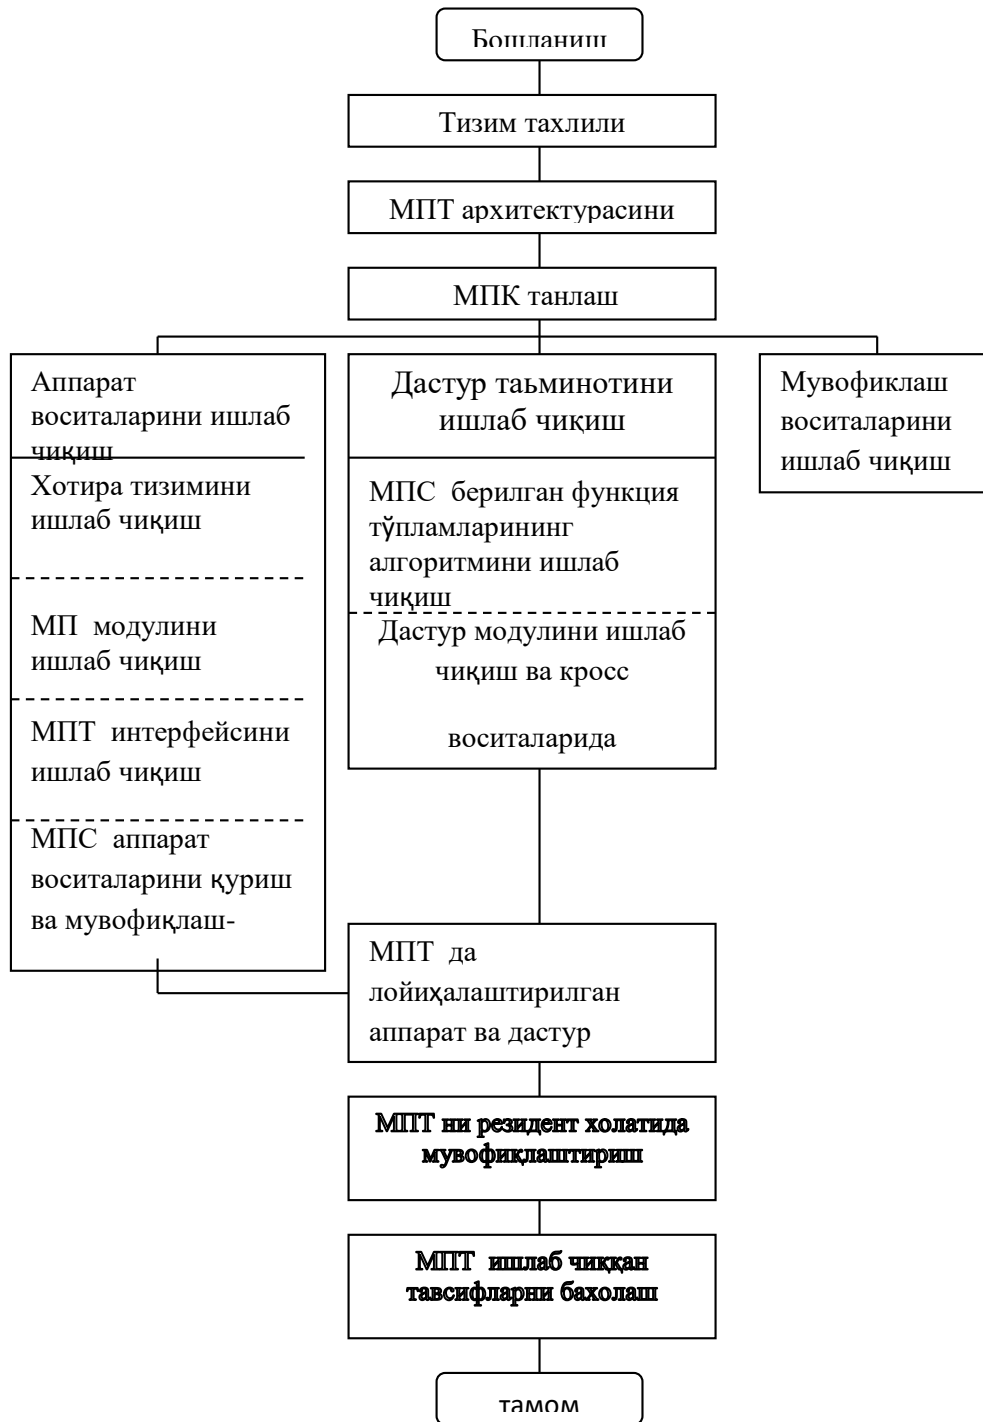 Бошланиш
Тизим тахлили
МПТ архитектурасини
МПК танлаш
Аппарат
воситаларини ишлаб
чиқиш
Хотира тизимини
ишлаб чиқиш
МП модулини
ишлаб чиқиш
МПТ интерфейсини
ишлаб чиқиш
МПС аппарат
воситаларини қуриш
ва мувофиқлаш-
Дастур таьминотини
ишлаб чиқиш
МПС берилган функция
тўпламларининг
алгоритмини ишлаб
чиқиш
Дастур модулини ишлаб
чиқиш ва кросс
воситаларида
Мувофиклаш
воситаларини
ишлаб чиқиш
МПТ да
лойиҳалаштирилган
аппарат ва дастур
МПТ ни резидент холатида
мувофиқлаштириш
МПТ ишлаб чиққан
тавсифларни бахолаш
тамом